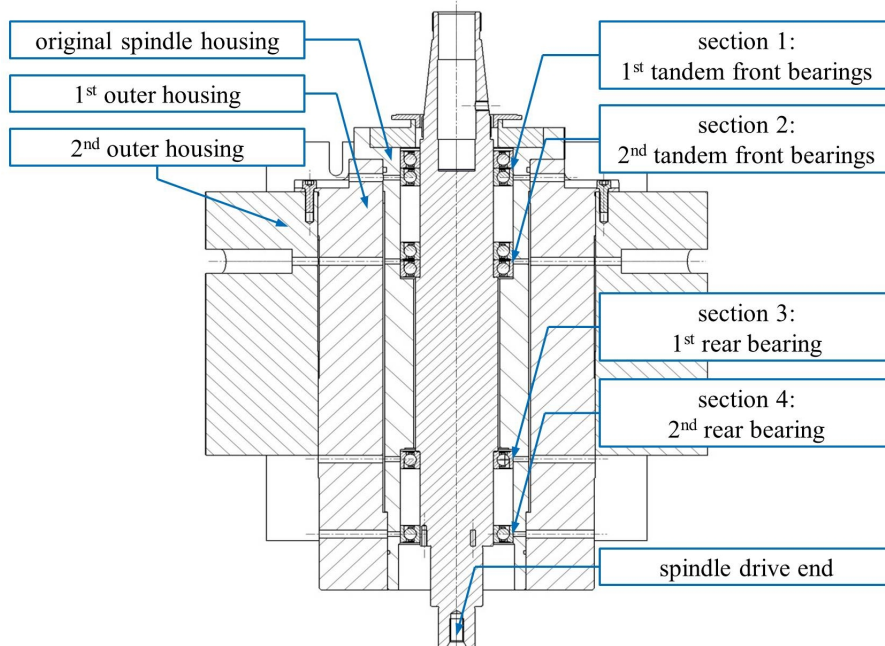 original spindle housing
1st outer housing
2nd outer housing
section 1:
1st tandem front bearings
section 2:
2nd tandem front bearings
section 3:
1st rear bearing
section 4:
2nd rear bearing
spindle drive end